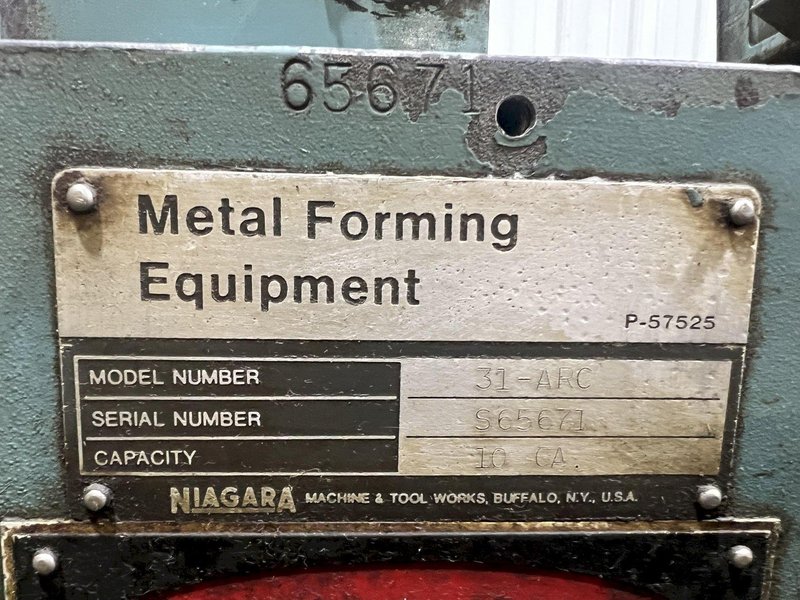 65671
Metal Forming
Equipment
P-57525
MODEL NUMBER 31-ARC
SERIAL NUMBER S65671
CAPACITY 10 GA.
NIAGARA MACHINE & TOOL WORKS, BUFFALO, N.Y., U.S.A.